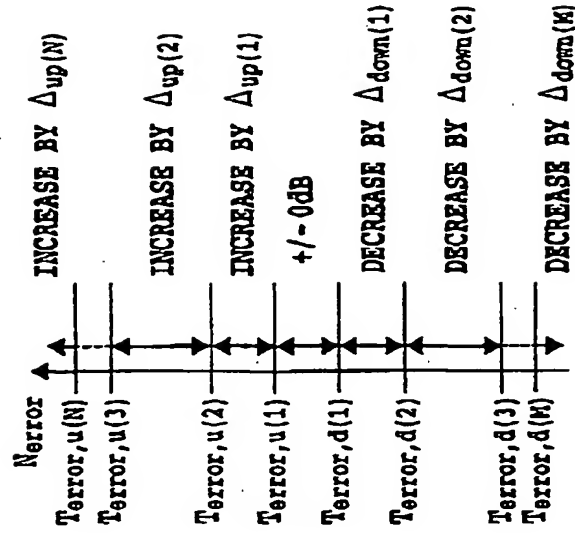 Nerror
Terror,u(N)
Terror,u(3)
Terror,u(2)
Terror,u(1)
Terror,d(1)
Terror,d(2)
Terror,d(3)
Terror,d(M)
INCREASE BY Δup(N)
INCREASE BY Δup(2)
INCREASE BY Δup(1)
+/-0dB
DECREASE BY Δdown(1)
DECREASE BY Δdown(2)
DECREASE BY Δdown(M)